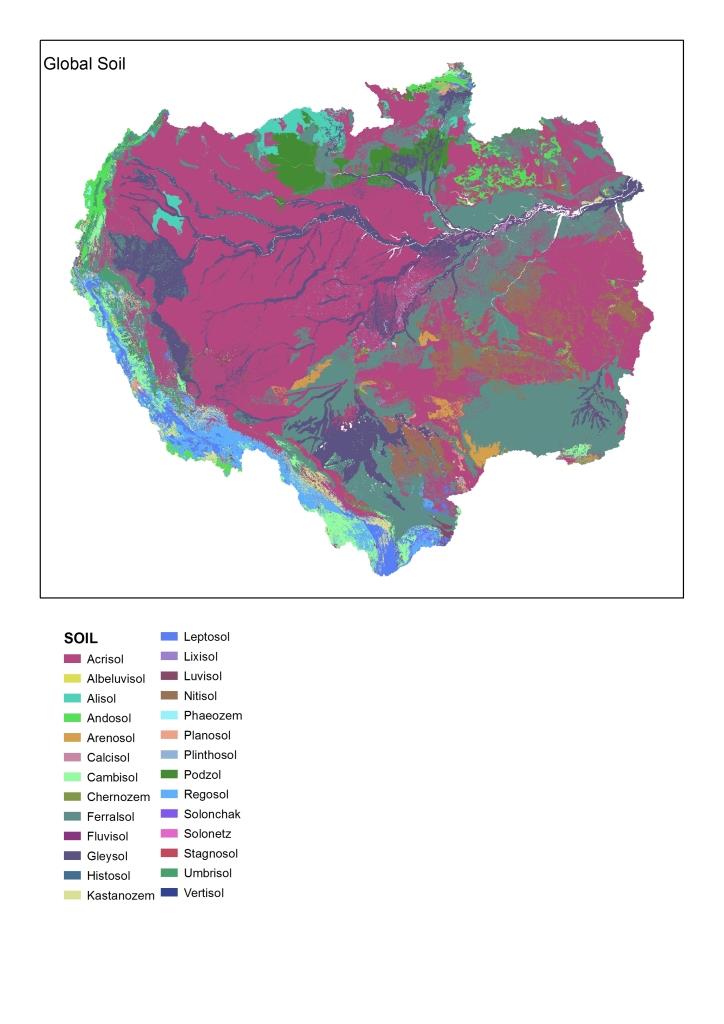 Global Soil
SOIL
Acrisol
Albeluvisol
Alisol
Andosol
Arenosol
Calcisol
Cambisol
Chernozem
Ferralsol
Fluvisol
Gleysol
Histosol
Kastanozem
Leptosol
Lixisol
Luvisol
Nitisol
Phaeozem
Planosol
Plinthosol
Podzol
Regosol
Solonchak
Solonetz
Stagnosol
Umbrisol
Vertisol